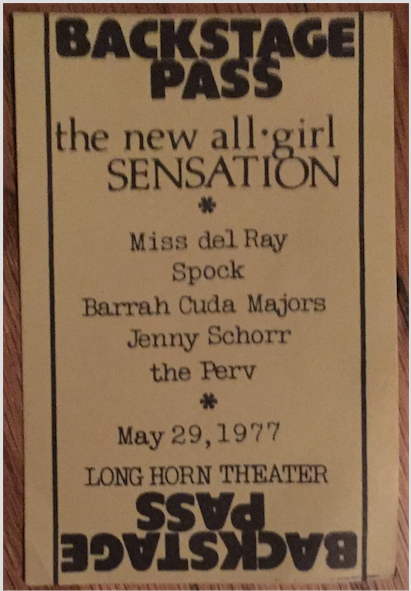 BACKSTAGE
PASS
the new all·girl
SENSATION
*
Miss del Ray
Spock
Barrah Cuda Majors
Jenny Schorr
the Perv
*
May 29, 1977
LONG HORN THEATER
BACKSTAGE
PASS